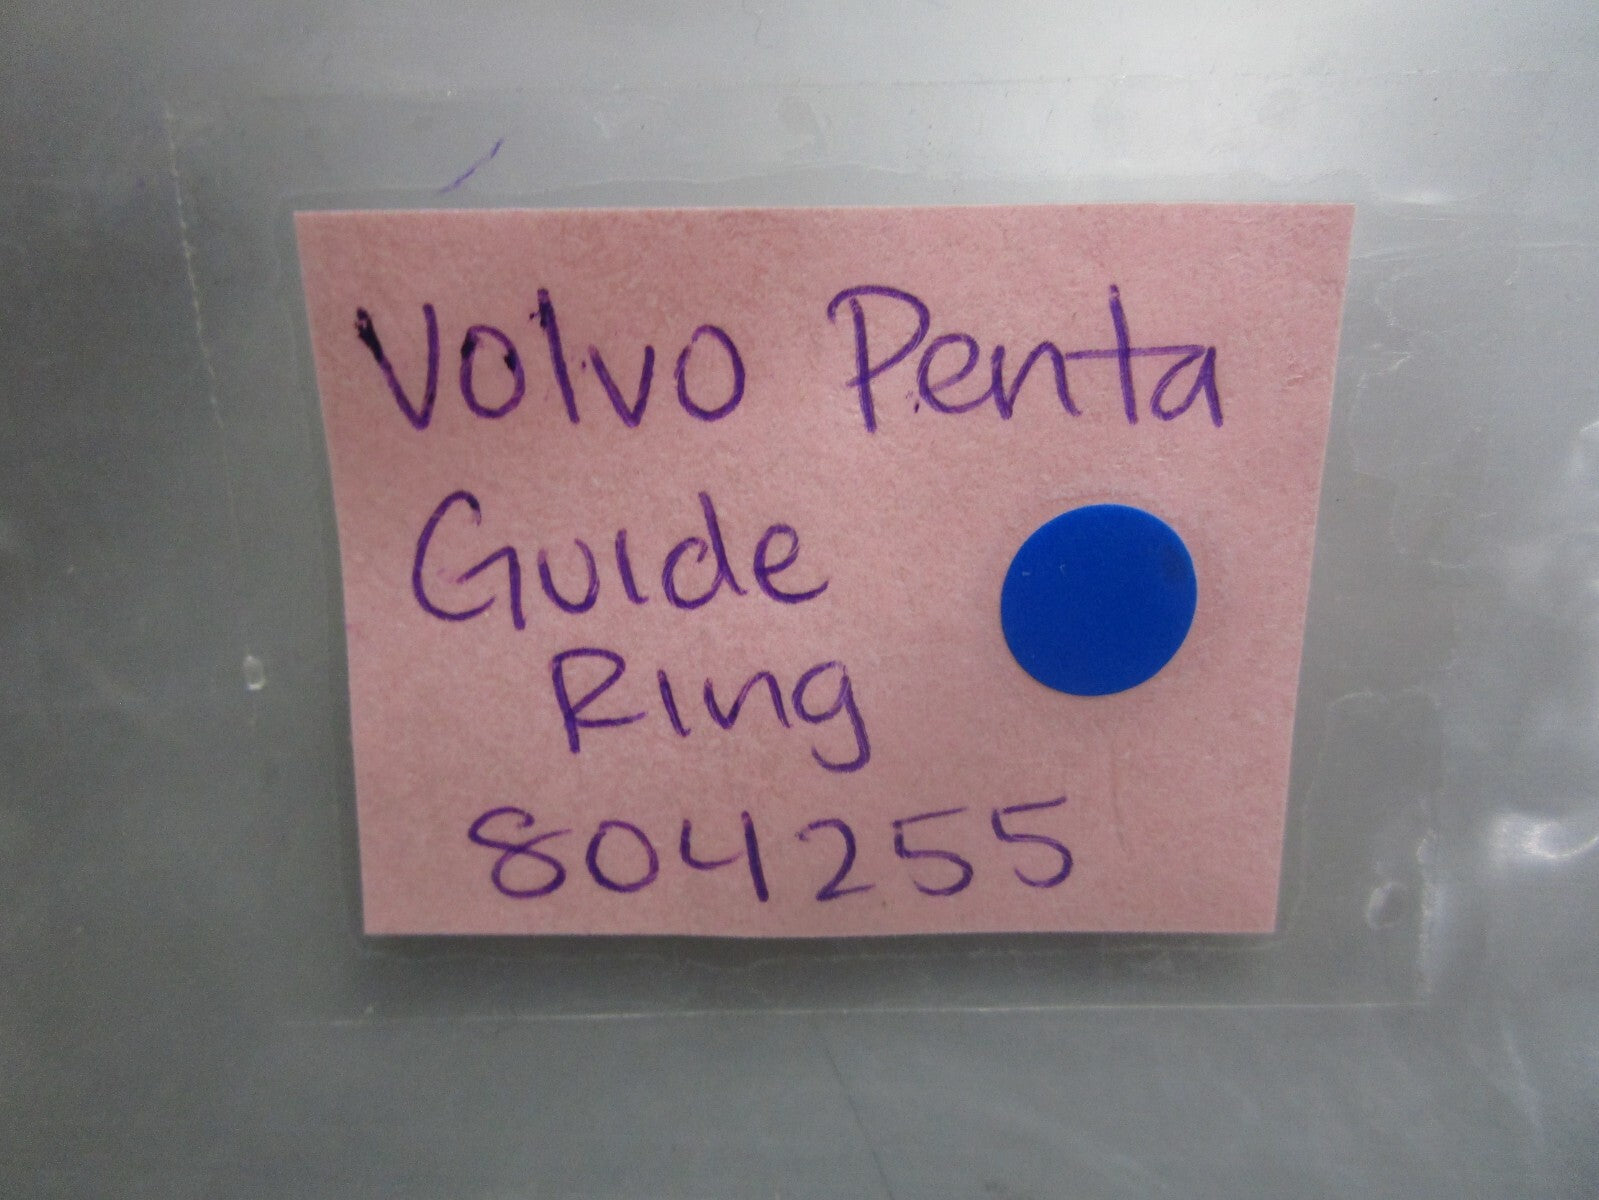 Volvo Penta
Guide
Ring
804255